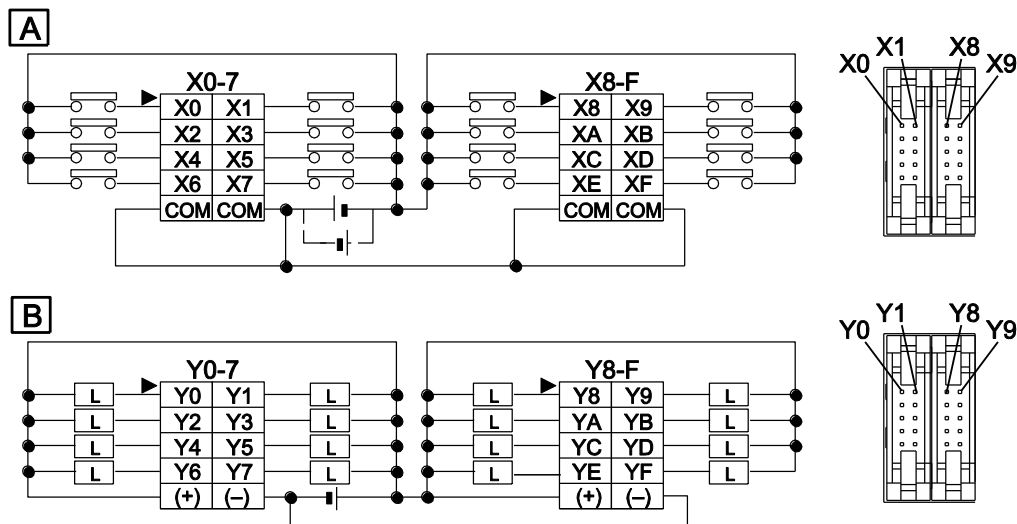 A
X0-7
X0 X1
X2 X3
X4 X5
X6 X7
COM COM
X8-F
X8 X9
XA XB
XC XD
XE XF
COM COM
X0 X1 X8 X9
B
Y0-7
L Y0 Y1 L
L Y2 Y3 L
L Y4 Y5 L
L Y6 Y7 L
(+) (–)
Y8-F
L Y8 Y9 L
L YA YB L
L YC YD L
L YE YF L
(+) (–)
Y0 Y1 Y8 Y9